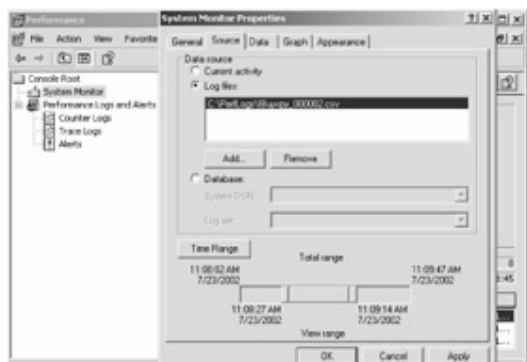 Performance
File Action View Favorite
Console Root
System Monitor
Performance Logs and Alerts
Counter Logs
Trace Logs
Alerts
System Monitor Properties
General Source Data Graph Appearance
Data source
Current activity
Log files:
Add... Remove
Database:
System DSN:
Log set:
Time Range
Total range
11:08:02 AM
7/23/2002
11:09:47 AM
7/23/2002
11:08:27 AM
7/23/2002
11:09:14 AM
7/23/2002
View range
OK Cancel Apply